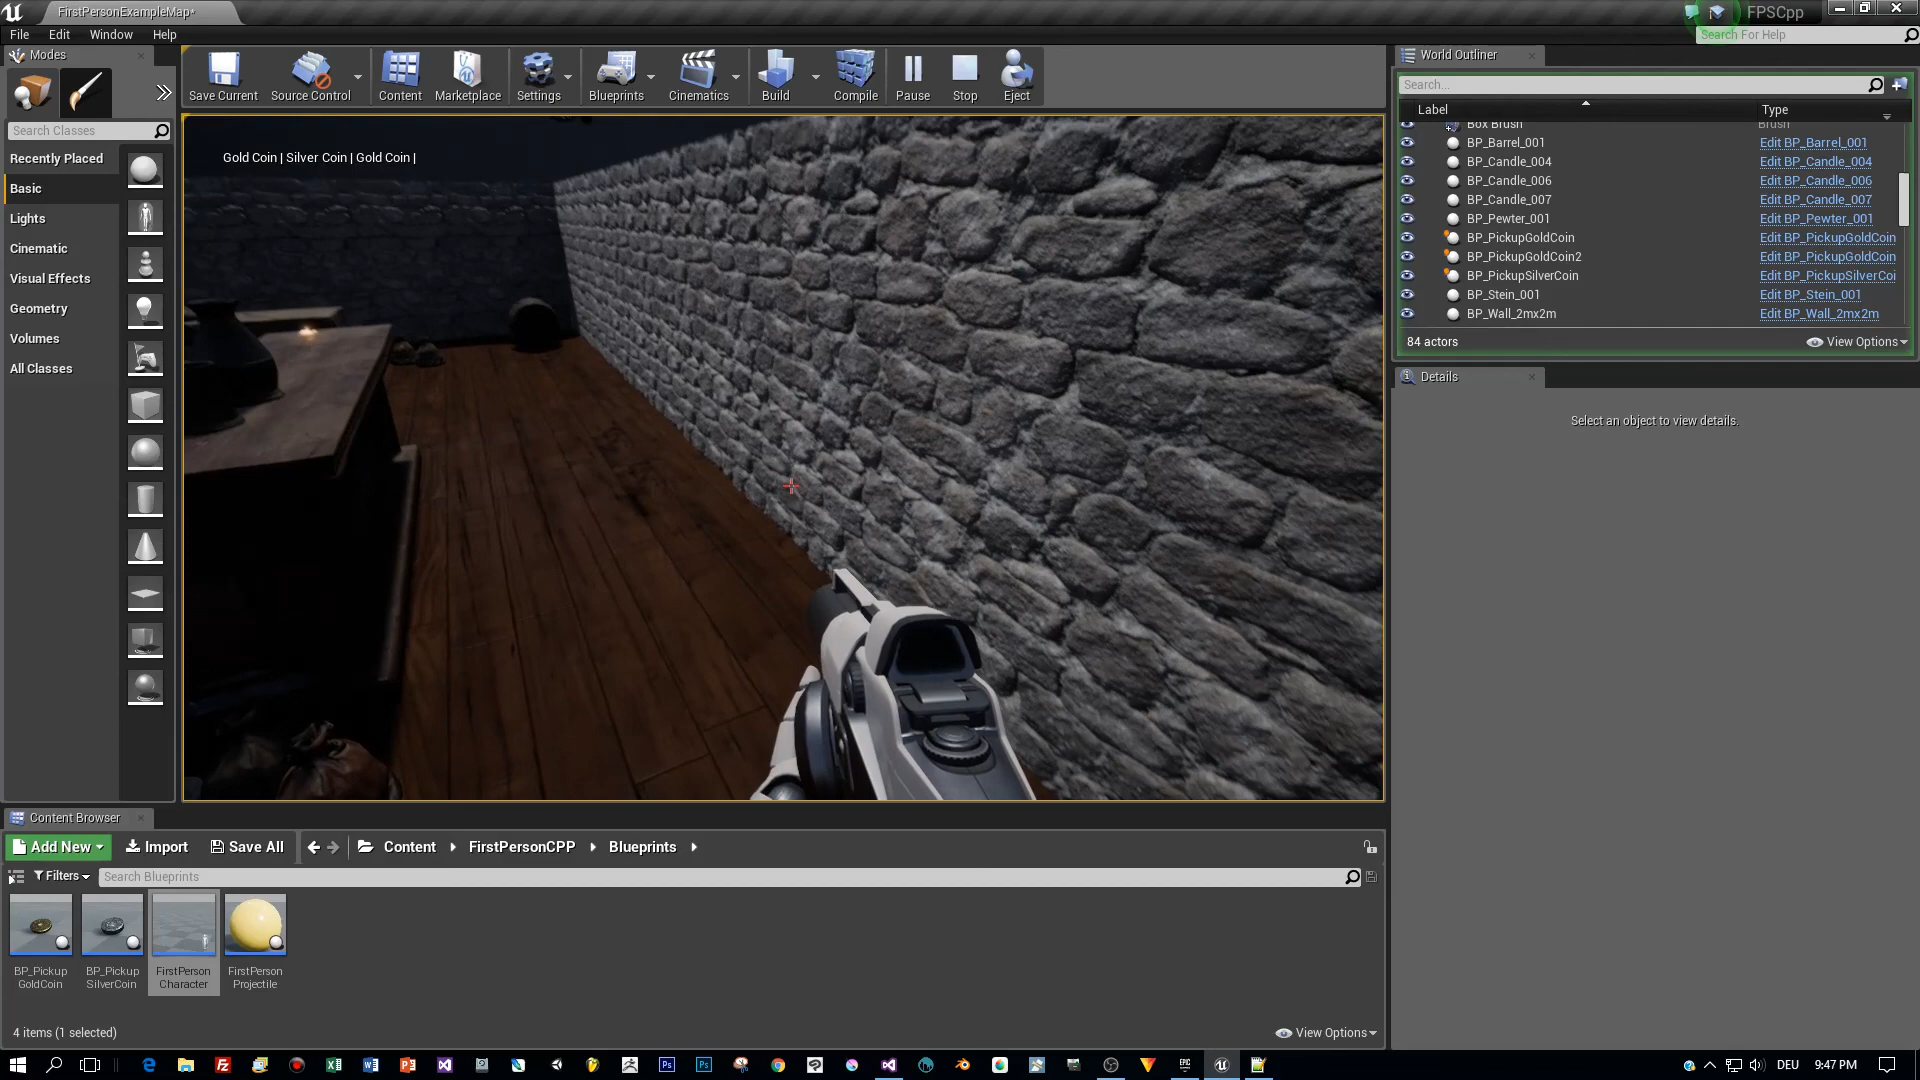 FirstPersonExampleMap*
FPSCpp
File Edit Window Help
Search For Help
Modes
World Outliner
Save Current Source Control Content Marketplace Settings Blueprints Cinematics Build Compile Pause Stop Eject
Search...
Label Type
Search Classes
Recently Placed
Basic
Lights
Cinematic
Visual Effects
Geometry
Volumes
All Classes
Gold Coin | Silver Coin | Gold Coin |
Box Brush Brush
BP_Barrel_001 Edit BP_Barrel_001
BP_Candle_004 Edit BP_Candle_004
BP_Candle_006 Edit BP_Candle_006
BP_Candle_007 Edit BP_Candle_007
BP_Pewter_001 Edit BP_Pewter_001
BP_PickupGoldCoin Edit BP_PickupGoldCoin
BP_PickupGoldCoin2 Edit BP_PickupGoldCoin
BP_PickupSilverCoin Edit BP_PickupSilverCoi
BP_Stein_001 Edit BP_Stein_001
BP_Wall_2mx2m Edit BP_Wall_2mx2m
84 actors View Options
Details
Select an object to view details.
Content Browser
Add New Import Save All Content FirstPersonCPP Blueprints
Filters Search Blueprints
BP_Pickup GoldCoin
BP_Pickup SilverCoin
FirstPerson Character
FirstPerson Projectile
4 items (1 selected) View Options
DEU 9:47 PM